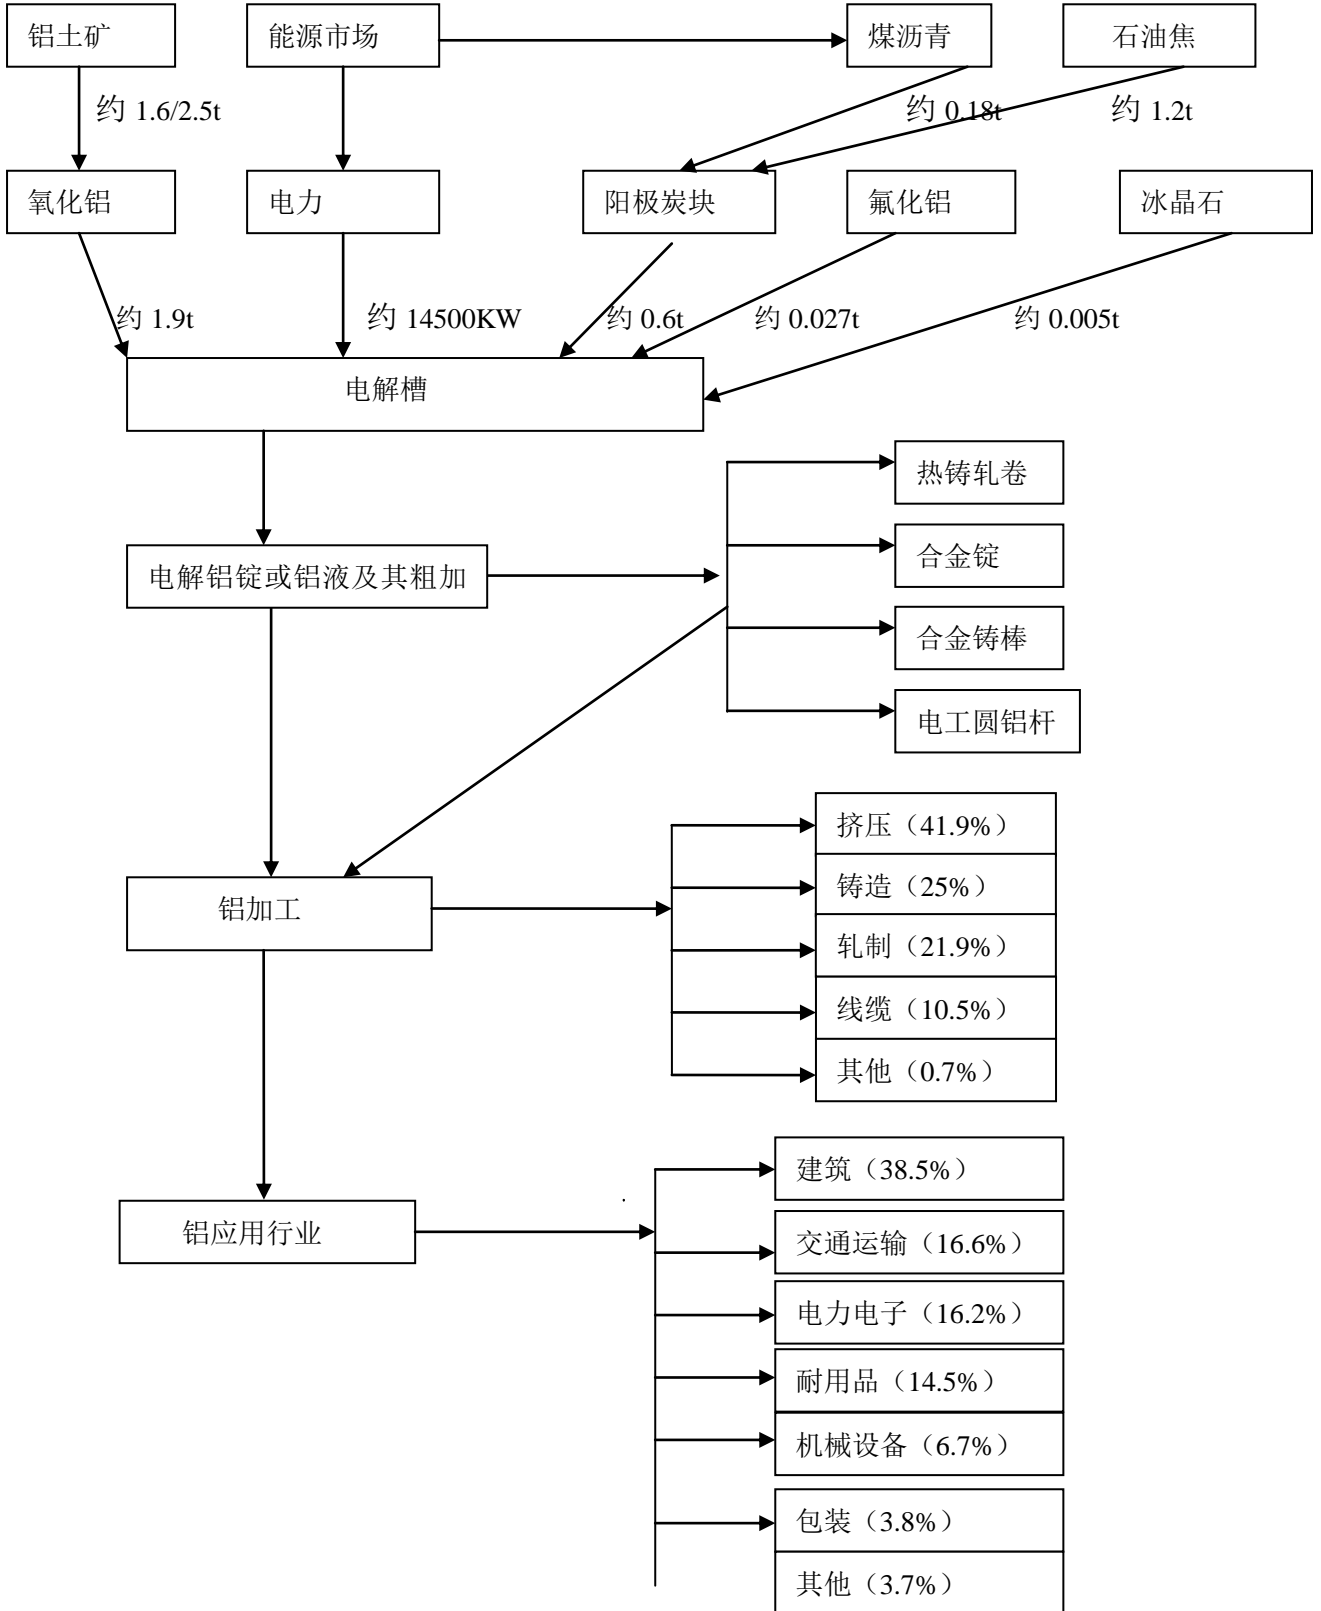 铝土矿
能源市场
煤沥青
石油焦
约 1.6/2.5t
约 0.18t
约 1.2t
氧化铝
电力
阳极炭块
氟化铝
冰晶石
约 1.9t
约 14500KW
约 0.6t
约 0.027t
约 0.005t
电解槽
热铸轧卷
合金锭
电解铝锭或铝液及其粗加
合金铸棒
电工圆铝杆
挤压（41.9%）
铸造（25%）
铝加工
轧制（21.9%）
线缆（10.5%）
其他（0.7%）
建筑（38.5%）
铝应用行业
交通运输（16.6%）
电力电子（16.2%）
耐用品（14.5%）
机械设备（6.7%）
包装（3.8%）
其他（3.7%）